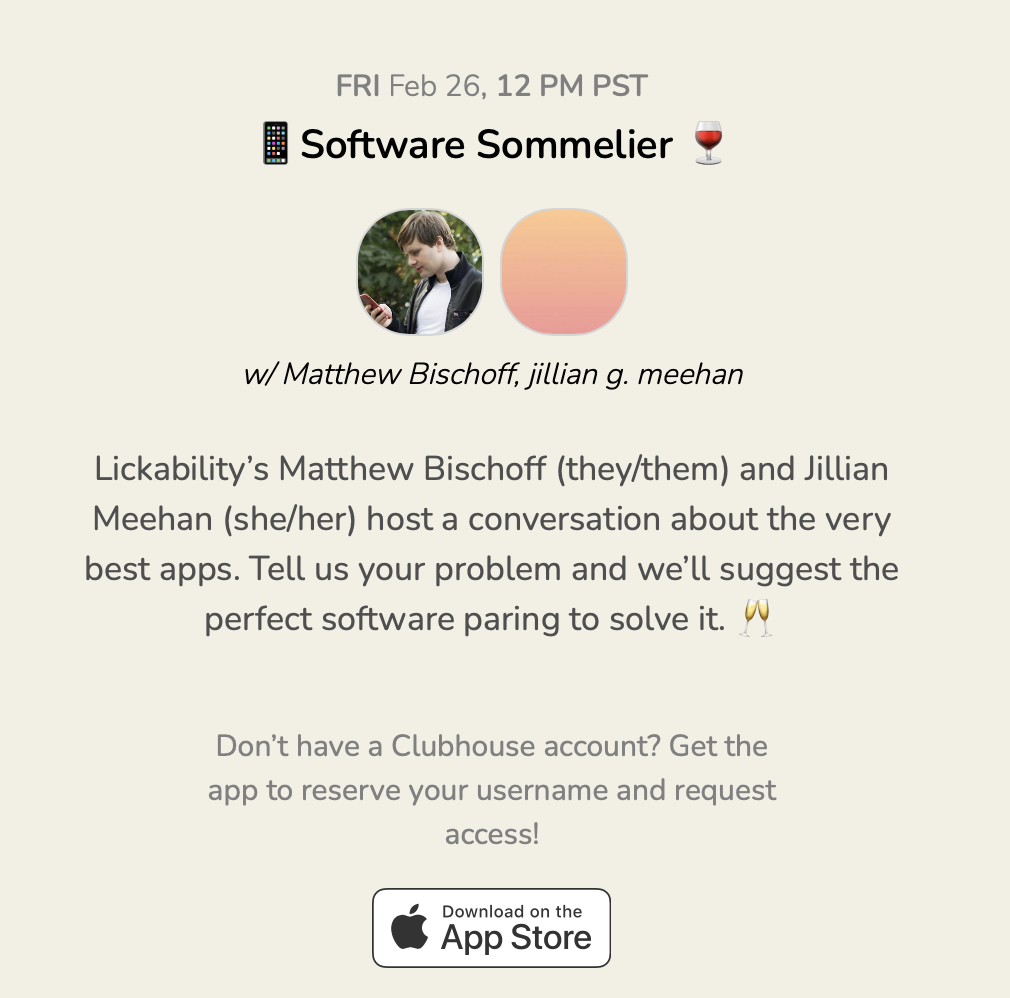 FRI Feb 26, 12 PM PST
📱Software Sommelier 🍷
w/ Matthew Bischoff, jillian g. meehan
Lickability’s Matthew Bischoff (they/them) and Jillian
Meehan (she/her) host a conversation about the very
best apps. Tell us your problem and we’ll suggest the
perfect software paring to solve it. 🥂
Don’t have a Clubhouse account? Get the
app to reserve your username and request
access!
Download on the
App Store